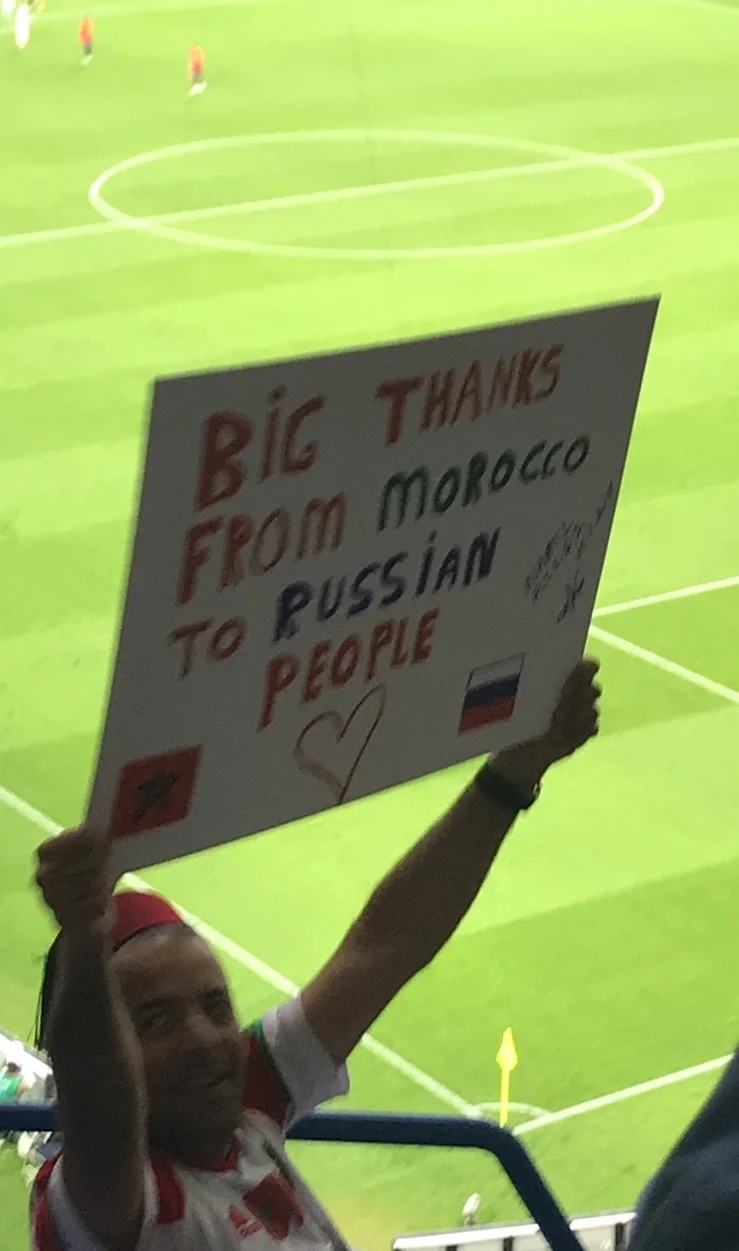 BiG THANKS
FROM MOROCCO
TO RUSSiAN
PEOPLE